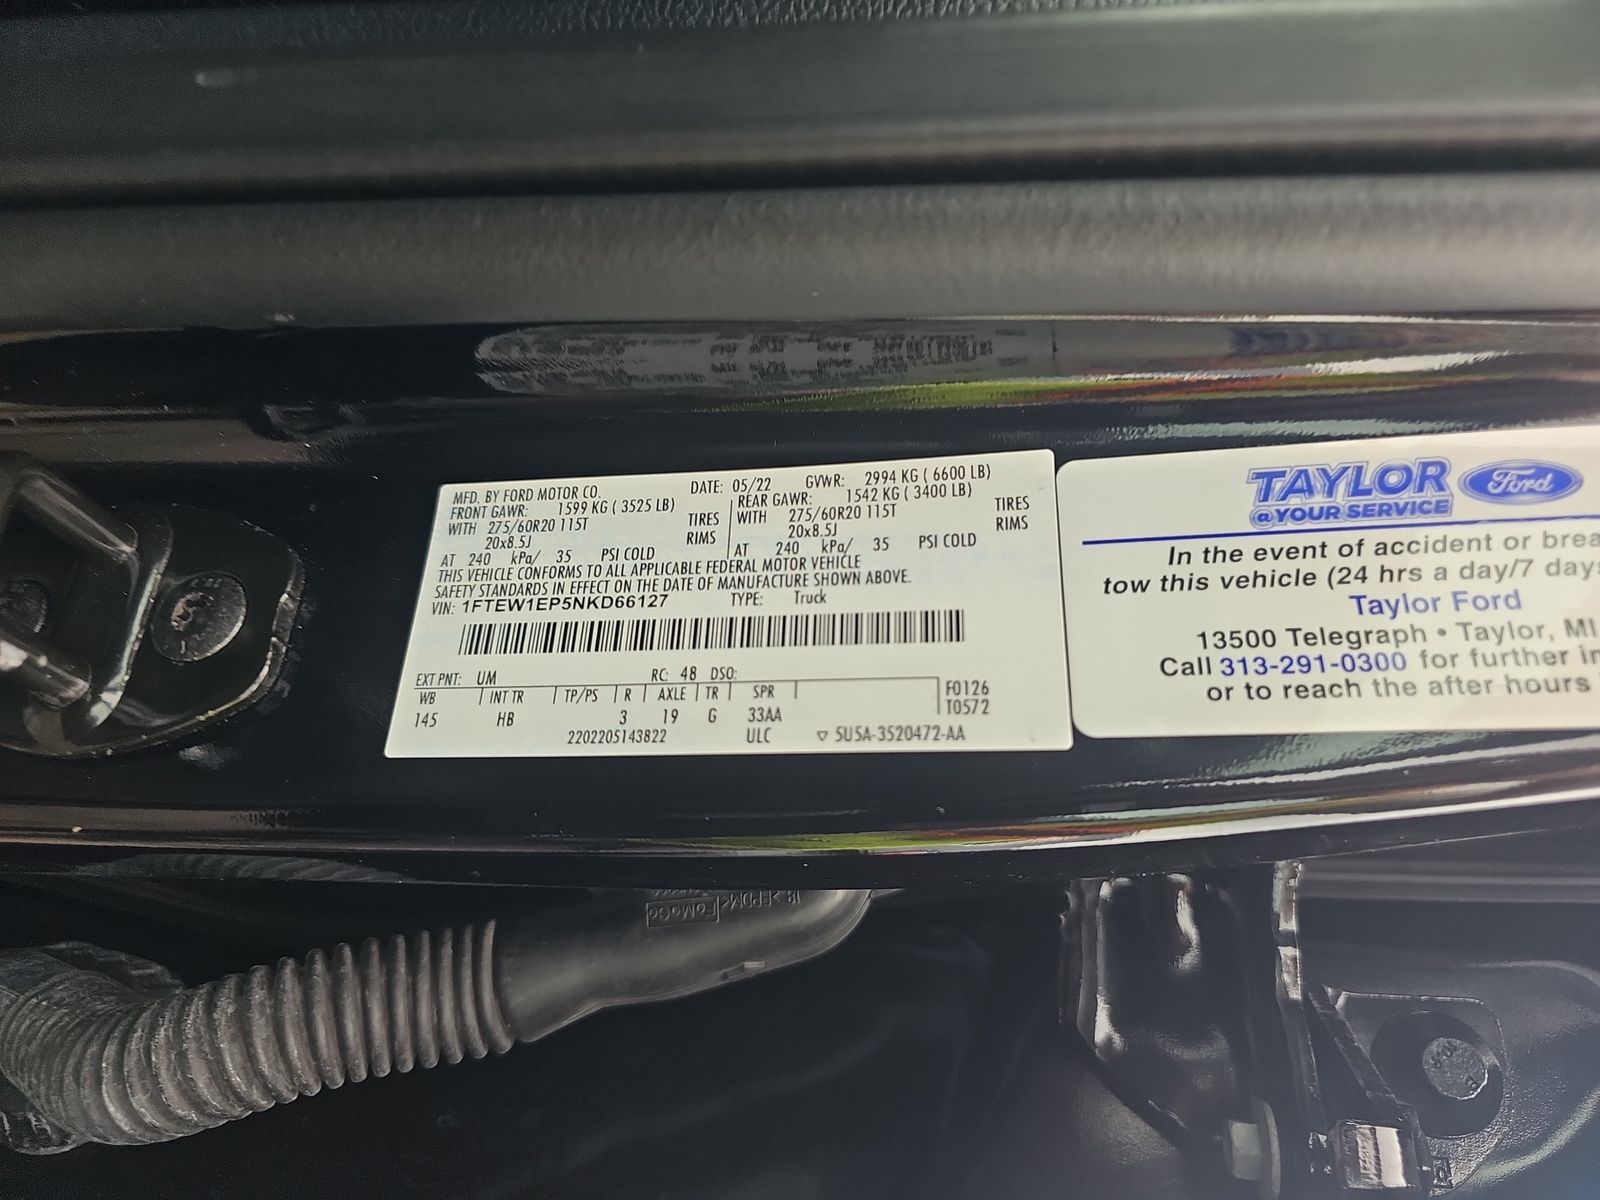 MFD. BY FORD MOTOR CO. DATE: 05/22 GVWR: 2994 KG ( 6600 LB)
FRONT GAWR: 1599 KG ( 3525 LB) REAR GAWR: 1542 KG ( 3400 LB)
WITH 275/60R20 115T TIRES WITH 275/60R20 115T TIRES
20x8.5J RIMS 20x8.5J RIMS
AT 240 kPa/ 35 PSI COLD AT 240 kPa/ 35 PSI COLD
THIS VEHICLE CONFORMS TO ALL APPLICABLE FEDERAL MOTOR VEHICLE
SAFETY STANDARDS IN EFFECT ON THE DATE OF MANUFACTURE SHOWN ABOVE.
VIN: 1FTEW1EP5NKD66127 TYPE: Truck
EXT PNT: UM RC: 48 DSO:
WB INT TR TP/PS R AXLE TR SPR F0126
145 HB 3 19 G 33AA T0572
2202205143822 ULC ▽ 5U5A-3520472-AA
TAYLOR Ford
@ YOUR SERVICE
In the event of accident or brea
tow this vehicle (24 hrs a day/7 days
Taylor Ford
13500 Telegraph • Taylor, MI
Call 313-291-0300 for further in
or to reach the after hours
FoMoCo >EPDM<